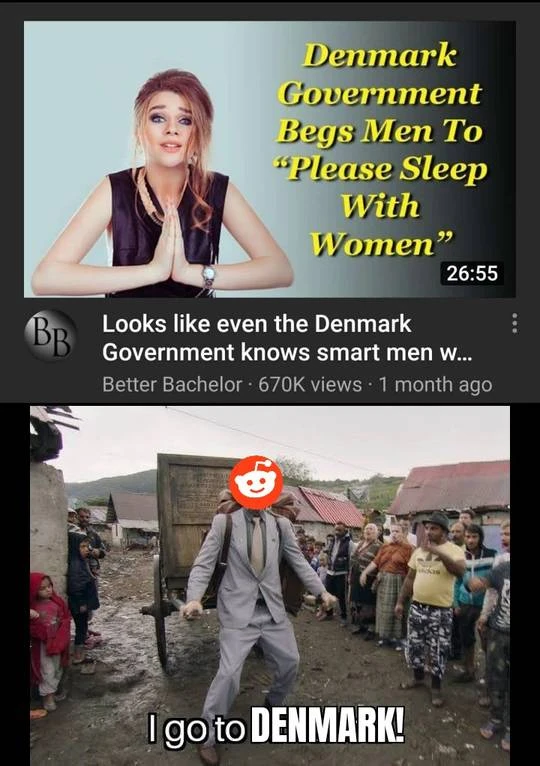 Denmark
Government
Begs Men To
“Please Sleep
With
Women”
26:55
BB
Looks like even the Denmark
Government knows smart men w...
Better Bachelor · 670K views · 1 month ago
adidas
I go to DENMARK!